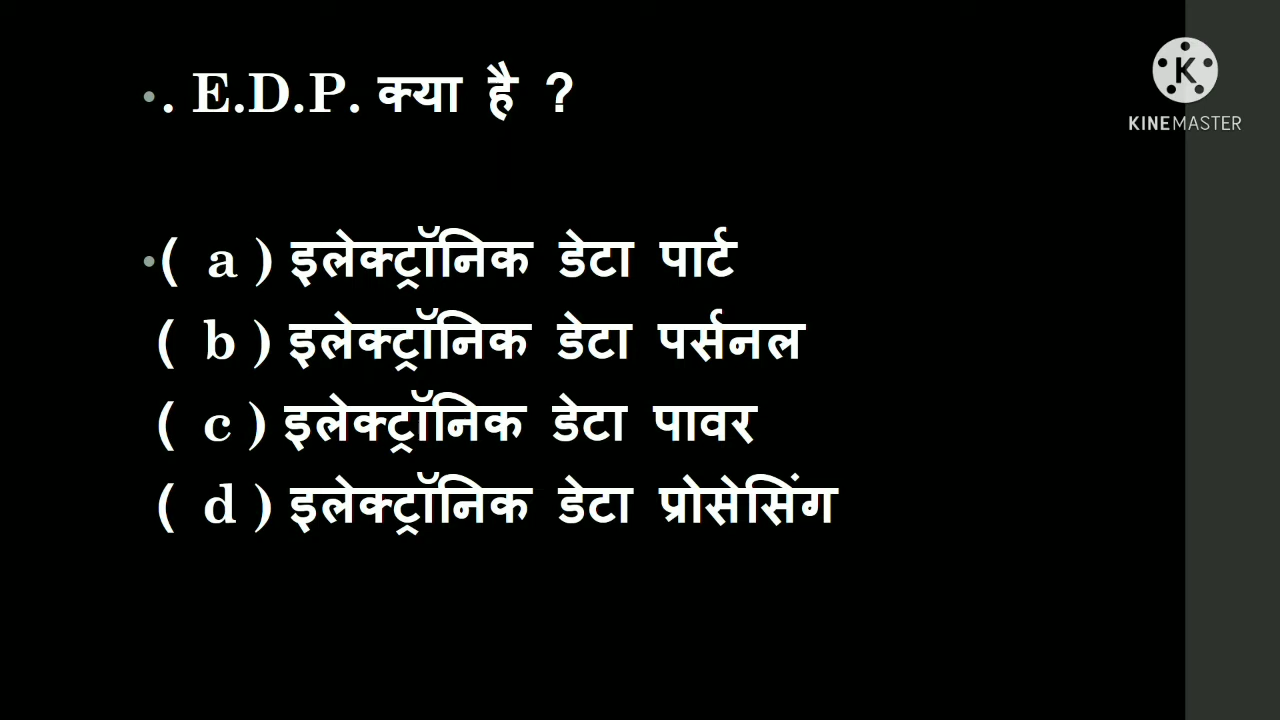 . E.D.P. क्या है ?
( a ) इलेक्ट्रॉनिक डेटा पार्ट
( b ) इलेक्ट्रॉनिक डेटा पर्सनल
( c ) इलेक्ट्रॉनिक डेटा पावर
( d ) इलेक्ट्रॉनिक डेटा प्रोसेसिंग
K
KINEMASTER